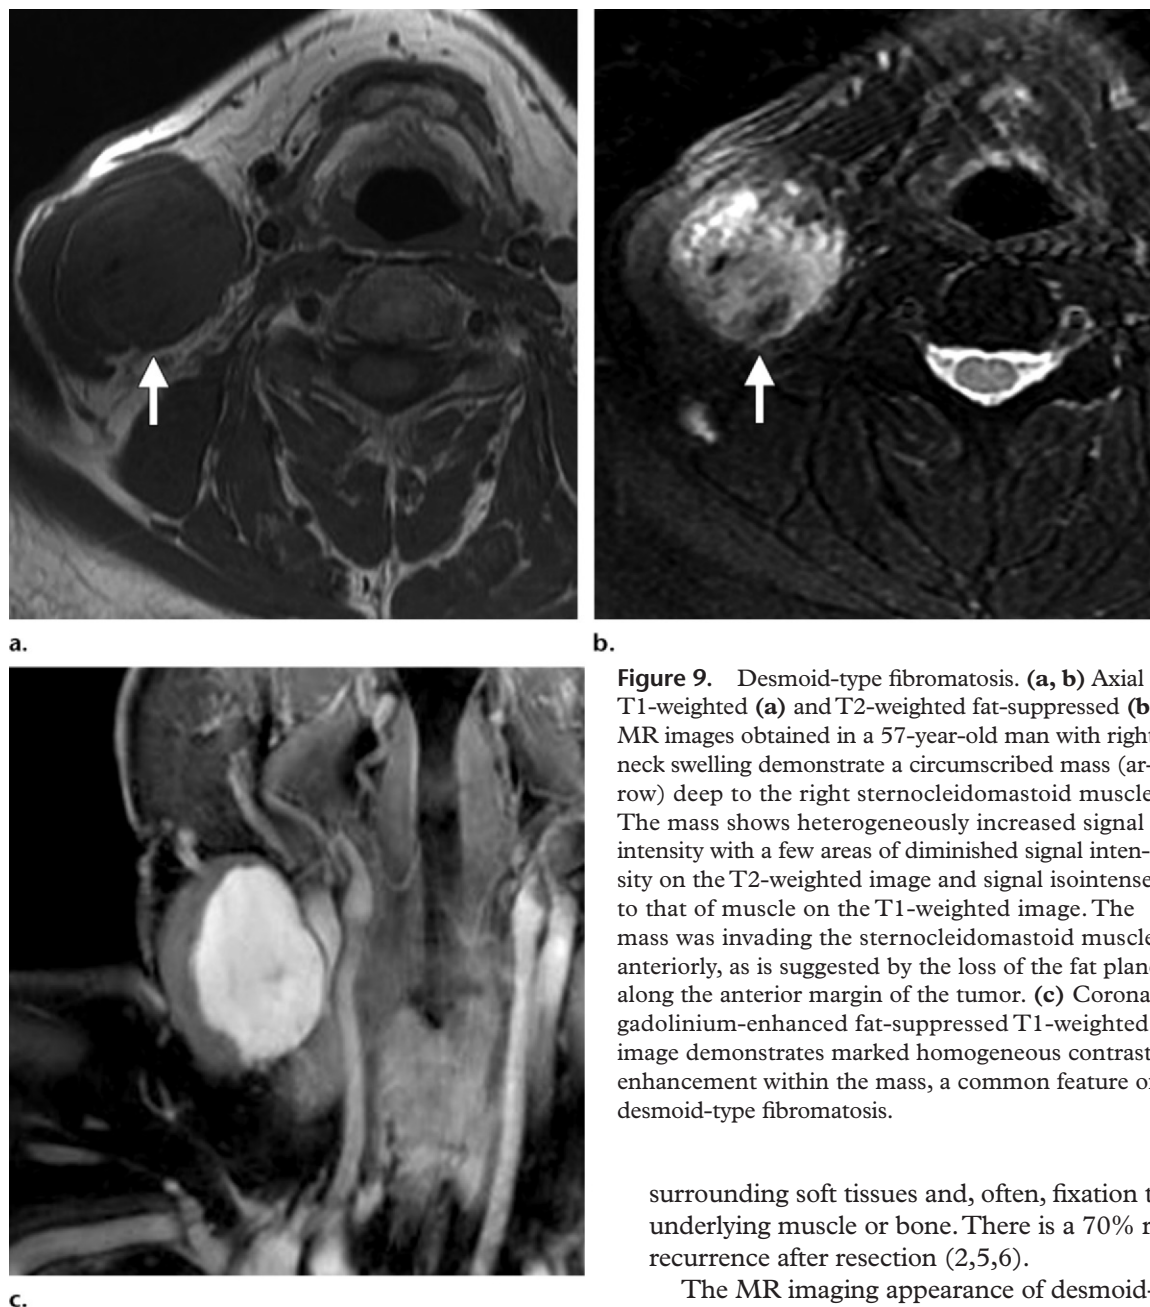 a.
b.
Figure 9. Desmoid-type fibromatosis. (a, b) Axial
T1-weighted (a) and T2-weighted fat-suppressed (b
MR images obtained in a 57-year-old man with right
neck swelling demonstrate a circumscribed mass (ar-
row) deep to the right sternocleidomastoid muscle
The mass shows heterogeneously increased signal
intensity with a few areas of diminished signal inten-
sity on the T2-weighted image and signal isointense
to that of muscle on the T1-weighted image. The
mass was invading the sternocleidomastoid muscle
anteriorly, as is suggested by the loss of the fat plane
along the anterior margin of the tumor. (c) Corona
gadolinium-enhanced fat-suppressed T1-weighted
image demonstrates marked homogeneous contrast
enhancement within the mass, a common feature o
desmoid-type fibromatosis.
c.
surrounding soft tissues and, often, fixation t
underlying muscle or bone. There is a 70% r
recurrence after resection (2,5,6).
The MR imaging appearance of desmoid-